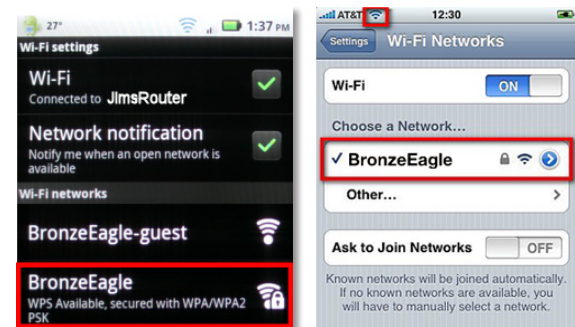 27°
1:37 PM
Wi-Fi settings
Wi-Fi
Connected to JimsRouter
Network notification
Notify me when an open network is
available
Wi-Fi networks
BronzeEagle-guest
BronzeEagle
WPS Available, secured with WPA/WPA2
PSK
AT&T
12:30
Settings
Wi-Fi Networks
Wi-Fi
ON
Choose a Network...
BronzeEagle
Other...
Ask to Join Networks
OFF
Known networks will be joined automatically.
If no known networks are available, you
will have to manually select a network.